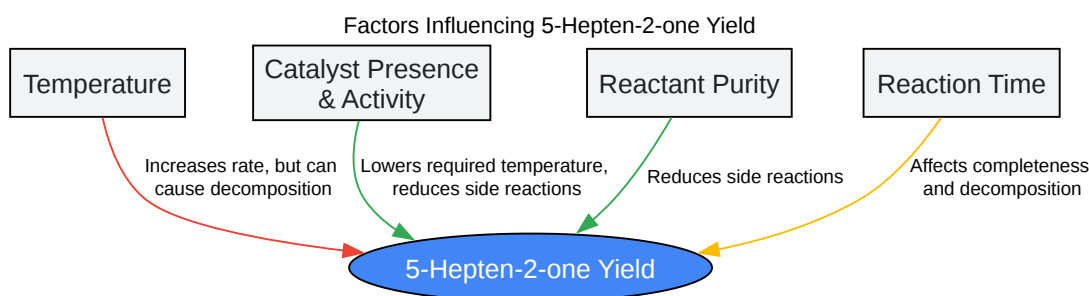 Factors Influencing 5-Hepten-2-one Yield
Temperature
Catalyst Presence
& Activity
Reactant Purity
Reaction Time
Increases rate, but can
cause decomposition
Lowers required temperature,
reduces side reactions
Reduces side reactions
Affects completeness
and decomposition
5-Hepten-2-one Yield